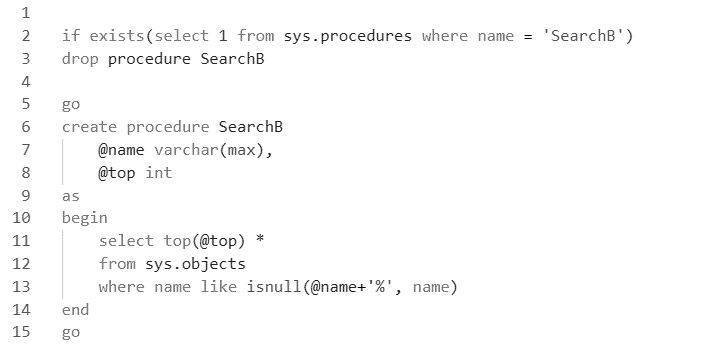 1
2 if exists(select 1 from sys.procedures where name = 'SearchB')
3 drop procedure SearchB
4
5 go
6 create procedure SearchB
7     @name varchar(max),
8     @top int
9 as
10 begin
11     select top(@top) *
12     from sys.objects
13     where name like isnull(@name+'%', name)
14 end
15 go